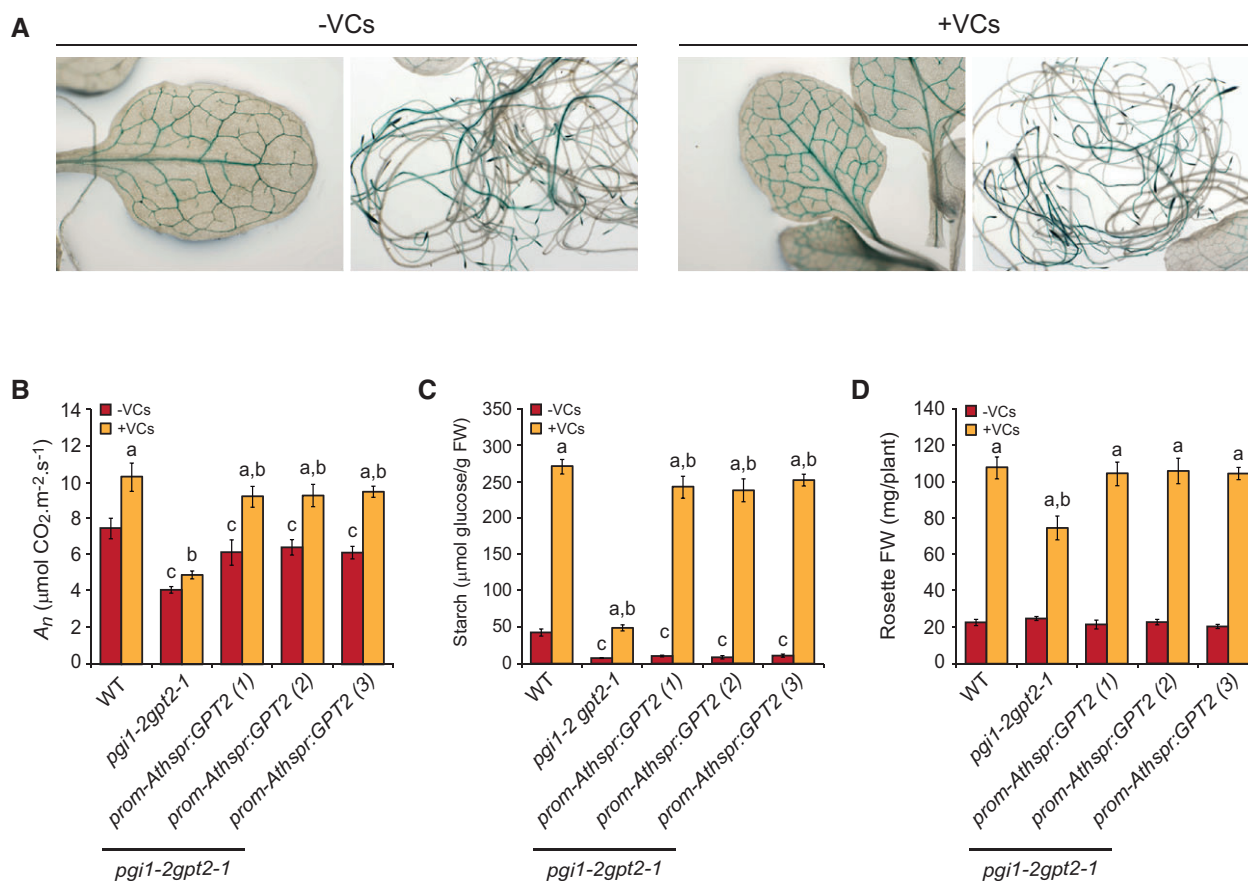 A
-VCs
+VCs
B
-VCs
+VCs
14
12
10
8
6
4
2
0
An (μmol CO2.m-2.s-1)
a
c
b
c
a,b
c
a,b
c
a,b
WT
pgi1-2gpt2-1
prom-Athspr:GPT2 (1)
prom-Athspr:GPT2 (2)
prom-Athspr:GPT2 (3)
pgi1-2gpt2-1
C
-VCs
+VCs
350
300
250
200
150
100
50
0
Starch (μmol glucose/g FW)
a
c
a,b
c
a,b
c
a,b
c
a,b
WT
pgi1-2 gpt2-1
prom-Athspr:GPT2 (1)
prom-Athspr:GPT2 (2)
prom-Athspr:GPT2 (3)
pgi1-2gpt2-1
D
-VCs
+VCs
140
120
100
80
60
40
20
0
Rosette FW (mg/plant)
a
a,b
a
a
a
WT
pgi1-2gpt2-1
prom-Athspr:GPT2 (1)
prom-Athspr:GPT2 (2)
prom-Athspr:GPT2 (3)
pgi1-2gpt2-1